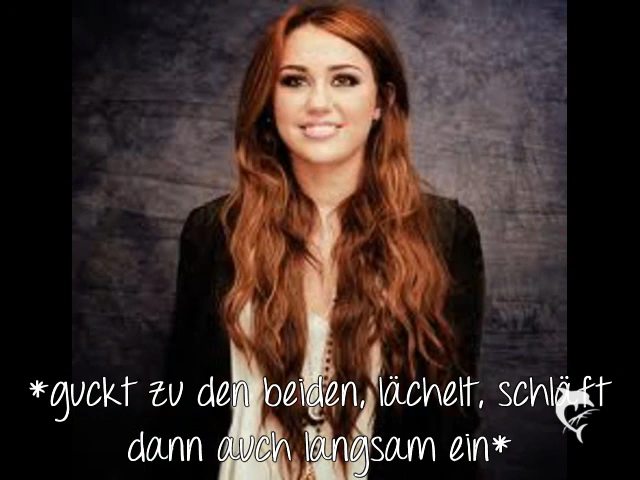 *guckt zu den beiden, lächelt, schläft
dann auch langsam ein*